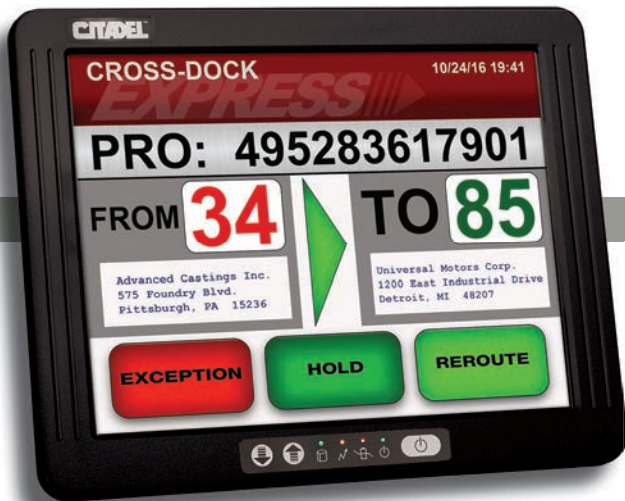 CITADEL
CROSS-DOCK
10/24/16 19:41
EXPRESS
PRO: 495283617901
FROM 34
TO 85
Advanced Castings Inc.
575 Foundry Blvd.
Pittsburgh, PA 15236
Universal Motors Corp.
1200 East Industrial Drive
Detroit, MI 48207
EXCEPTION
HOLD
REROUTE